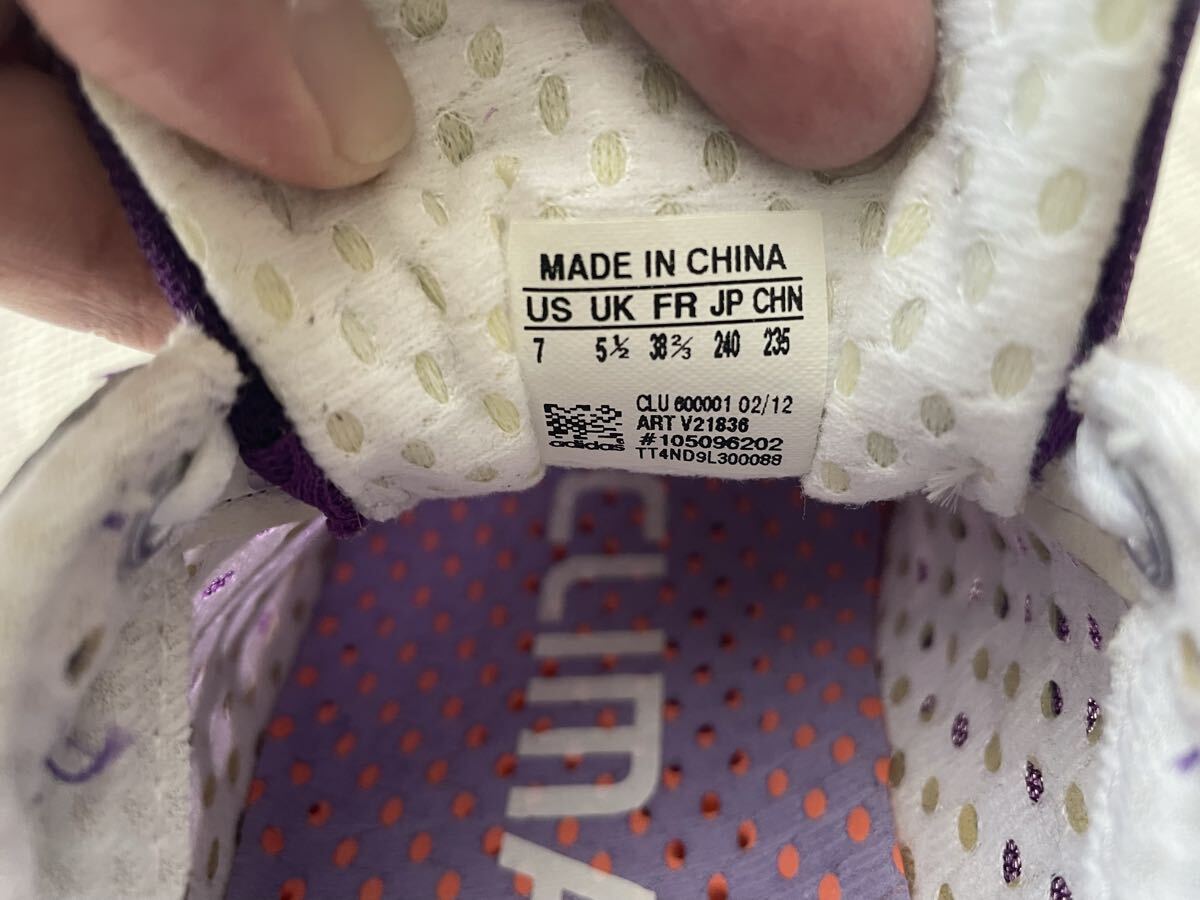 MADE IN CHINA
US UK FR JP CHN
7 5½ 38⅔ 240 235
CLU 600001 02/12
ART V21836
#105096202
TT4ND9L300088
adidas
CLIMA